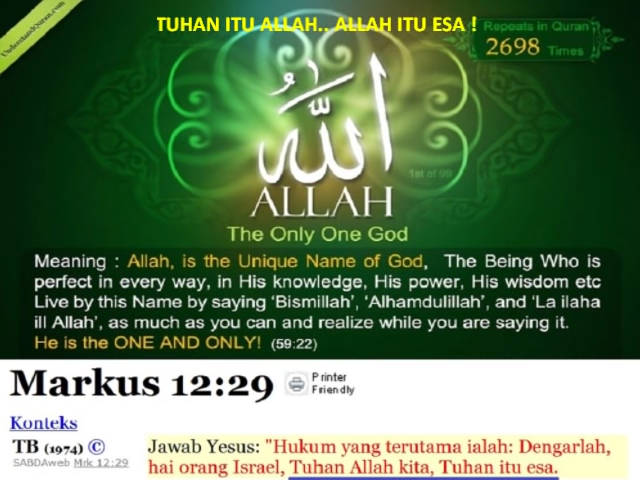 UnderstandQuran.com
TUHAN ITU ALLAH.. ALLAH ITU ESA !
Repeats in Quran
2698 Times
الله
1st of 99
ALLAH
The Only One God
Meaning : Allah, is the Unique Name of God, The Being Who is
perfect in every way, in His knowledge, His power, His wisdom etc
Live by this Name by saying ‘Bismillah’, ‘Alhamdulillah’, and ‘La ilaha
ill Allah’, as much as you can and realize while you are saying it.
He is the ONE AND ONLY! (59:22)
Markus 12:29
Printer
Friendly
Konteks
TB (1974) ©
SABDAweb Mrk 12:29
Jawab Yesus: "Hukum yang terutama ialah: Dengarlah,
hai orang Israel, Tuhan Allah kita, Tuhan itu esa.